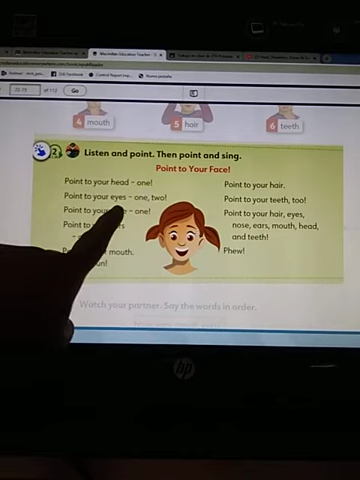 Macmillan Education Teacher
72-73
of 112
Go
4 mouth
5 hair
6 teeth
2
Listen and point. Then point and sing.
Point to Your Face!
Point to your head – one!
Point to your eyes – one, two!
Point to your – one!
Point to
mouth.
Point to your hair.
Point to your teeth, too!
Point to your hair, eyes,
nose, ears, mouth, head,
and teeth!
Phew!
Watch your partner. Say the words in order.
hp